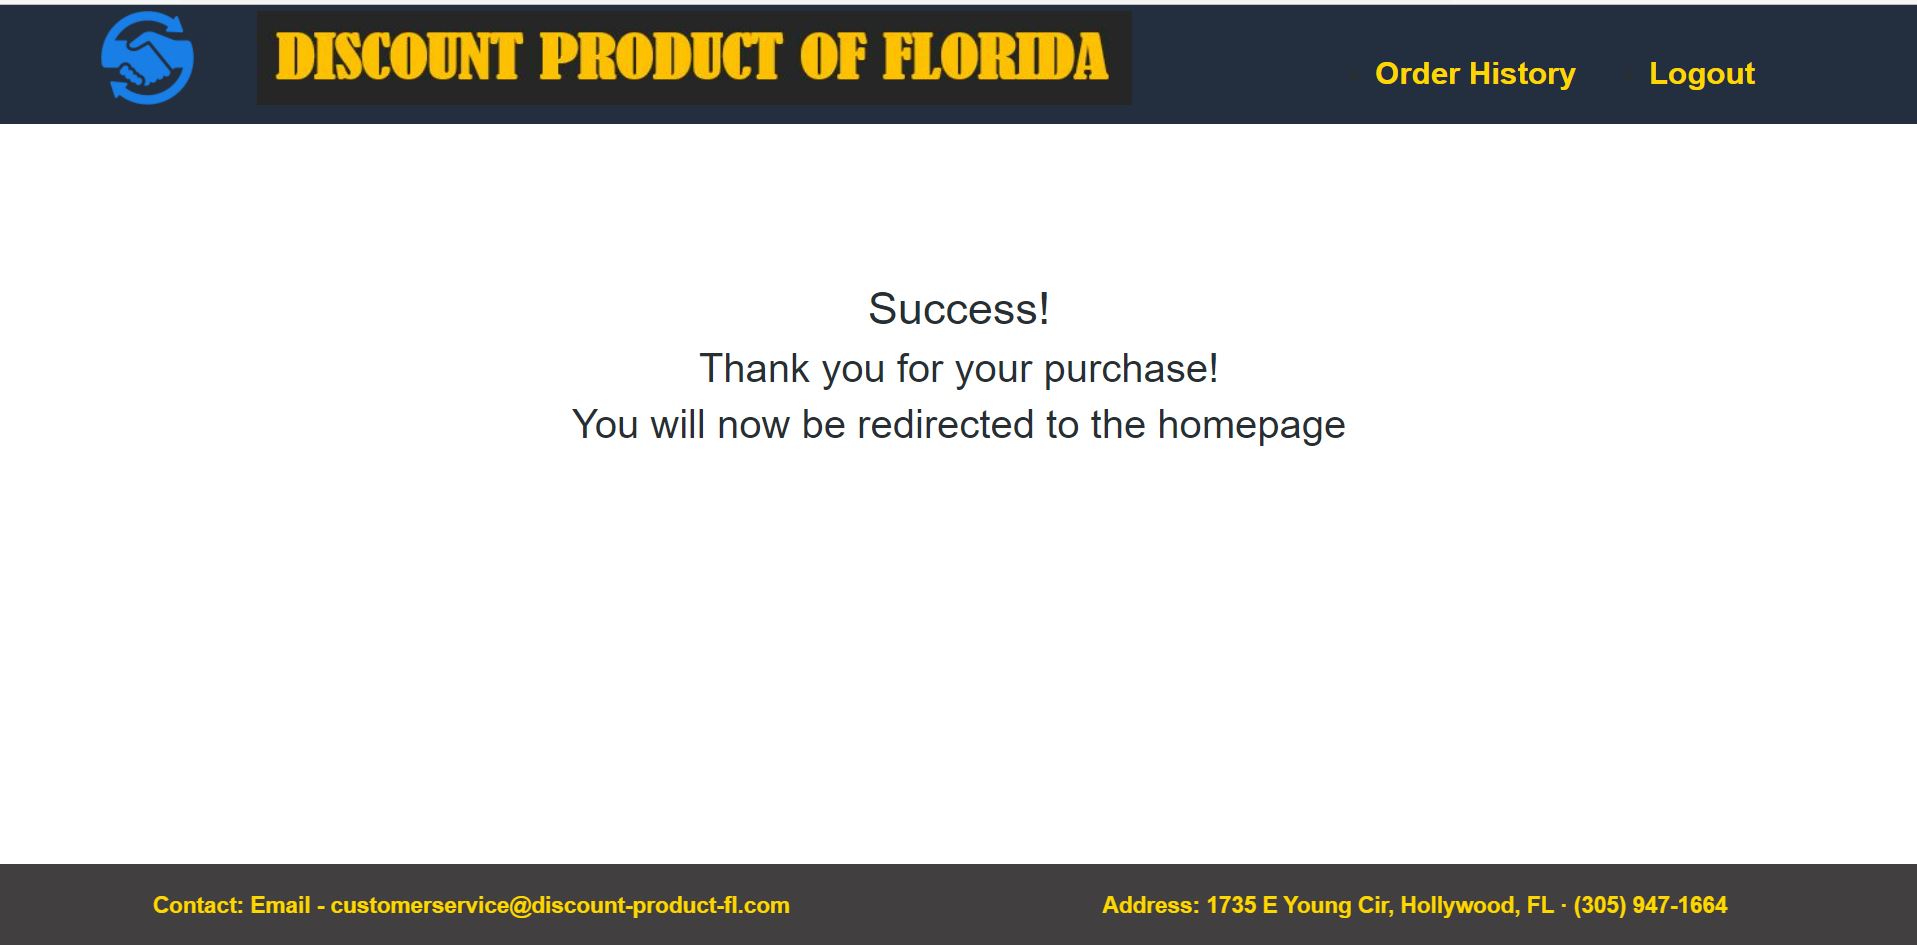 DISCOUNT PRODUCT OF FLORIDA
Order History
Logout
Success!
Thank you for your purchase!
You will now be redirected to the homepage
Contact: Email - customerservice@discount-product-fl.com
Address: 1735 E Young Cir, Hollywood, FL · (305) 947-1664